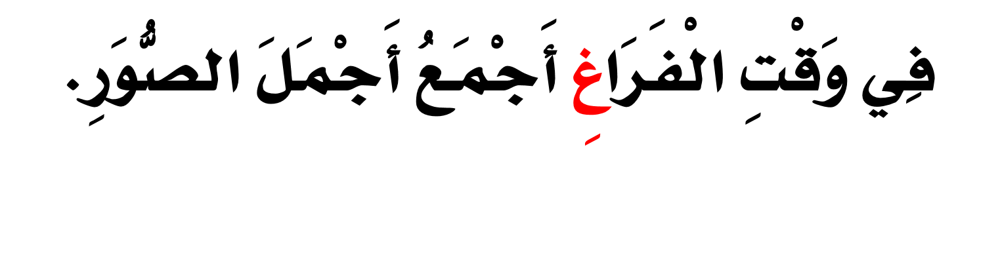 فِي وَقْتِ الْفَرَاغِ أَجْمَعُ أَجْمَلَ الصُّوَرِ.